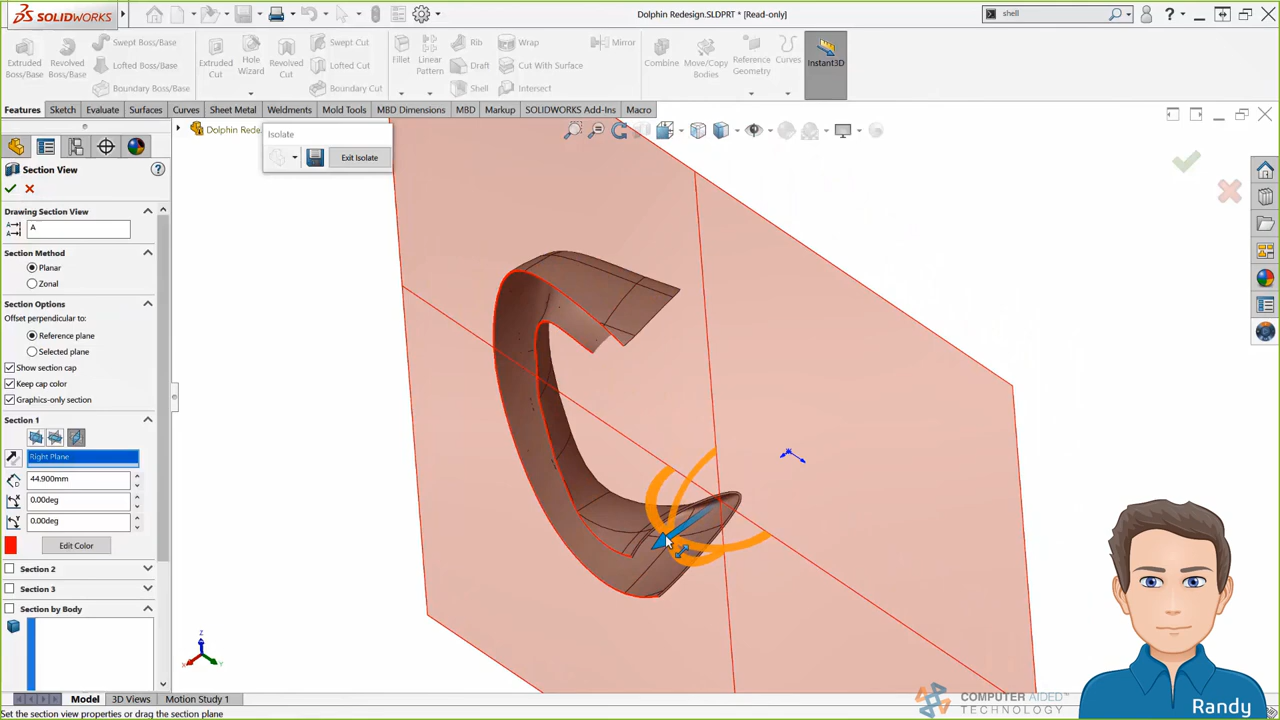 SOLIDWORKS
Dolphin Redesign.SLDPRT * [Read-only]
shell
Extruded Boss/Base
Revolved Boss/Base
Swept Boss/Base
Lofted Boss/Base
Boundary Boss/Base
Extruded Cut
Hole Wizard
Revolved Cut
Swept Cut
Lofted Cut
Boundary Cut
Fillet
Linear Pattern
Rib
Draft
Shell
Wrap
Cut With Surface
Intersect
Mirror
Combine
Move/Copy Bodies
Reference Geometry
Curves
Instant3D
Features Sketch Evaluate Surfaces Curves Sheet Metal Weldments Mold Tools MBD Dimensions MBD Markup SOLIDWORKS Add-Ins Macro
Dolphin Rede
Isolate
Exit Isolate
Section View
?
Drawing Section View
A
Section Method
Planar
Zonal
Section Options
Offset perpendicular to:
Reference plane
Selected plane
Show section cap
Keep cap color
Graphics-only section
Section 1
Right Plane
44.900mm
0.00deg
0.00deg
Edit Color
Section 2
Section 3
Section by Body
Z
X
Y
Model 3D Views Motion Study 1
Set the section view properties or drag the section plane
COMPUTER AIDED
TECHNOLOGY
Randy